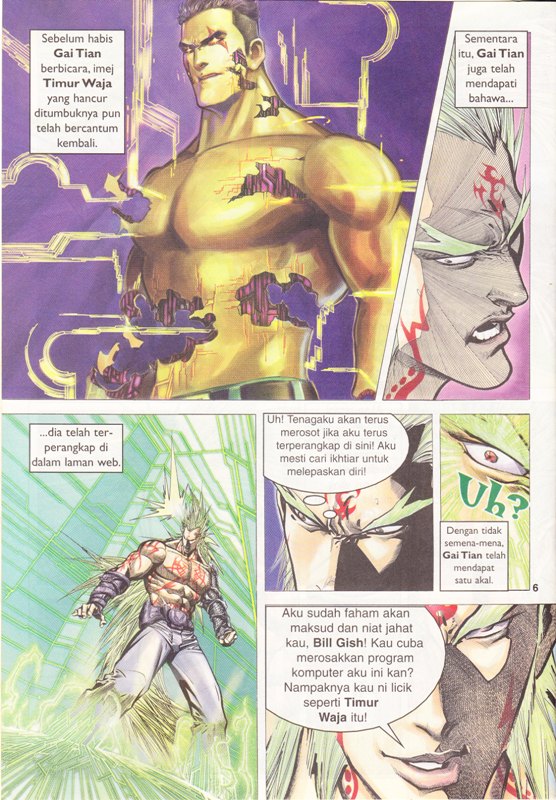 Sebelum habis
Gai Tian
berbicara, imej
Timur Waja
yang hancur
ditumbuknya pun
telah bercantum
kembali.
Sementara
itu, Gai Tian
juga telah
mendapati
bahawa...
...dia telah ter-
perangkap di
dalam laman web.
Uh! Tenagaku akan terus
merosot jika aku terus
terperangkap di sini! Aku
mesti cari ikhtiar untuk
melepaskan diri!
Uh?
Dengan tidak
semena-mena,
Gai Tian telah
mendapat
satu akal.
6
Aku sudah faham akan
maksud dan niat jahat
kau, Bill Gish! Kau cuba
merosakkan program
komputer aku ini kan?
Nampaknya kau ni licik
seperti Timur
Waja itu!